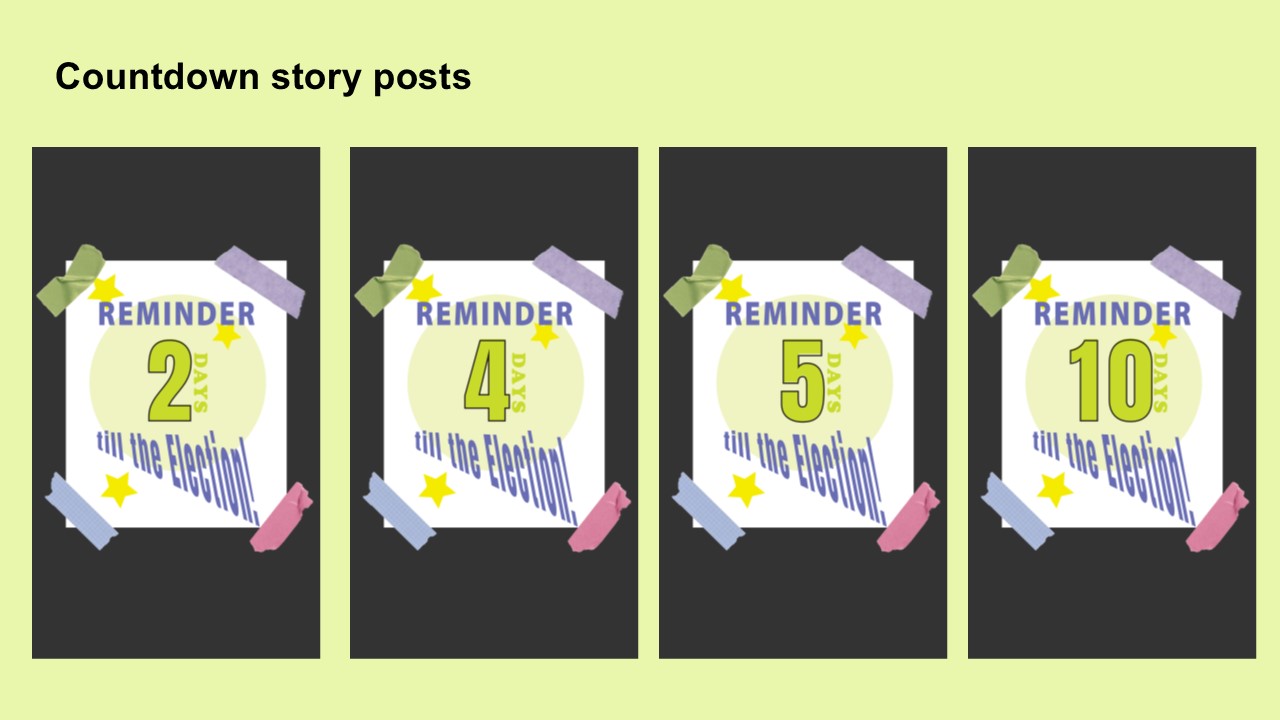 Countdown story posts
REMINDER
2 DAYS
till the Election!
REMINDER
4 DAYS
till the Election!
REMINDER
5 DAYS
till the Election!
REMINDER
10 DAYS
till the Election!